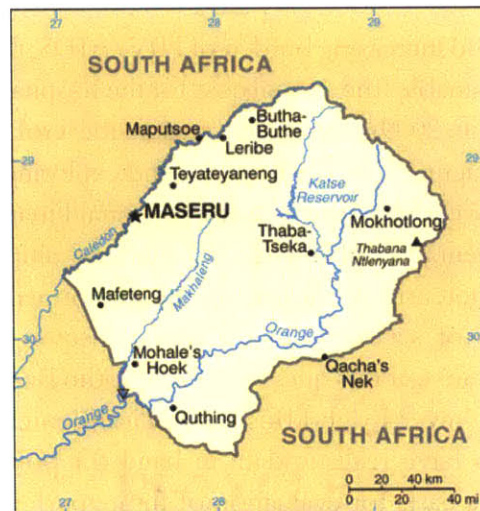 27
28
29
SOUTH AFRICA
Butha-
Buthe
Maputsoe
Leribe
29
29
Teyateyaneng
Katse
Reservoir
MASERU
Mokhotlong
Caledon
Thaba-
Tseka
Thabana
Ntlenyana
Makhaleng
Mafeteng
Orange
30
30
Mohale's
Hoek
Qacha's
Nek
Orange
Quthing
SOUTH AFRICA
0 20 40 km
0 20 40 mi
27
28